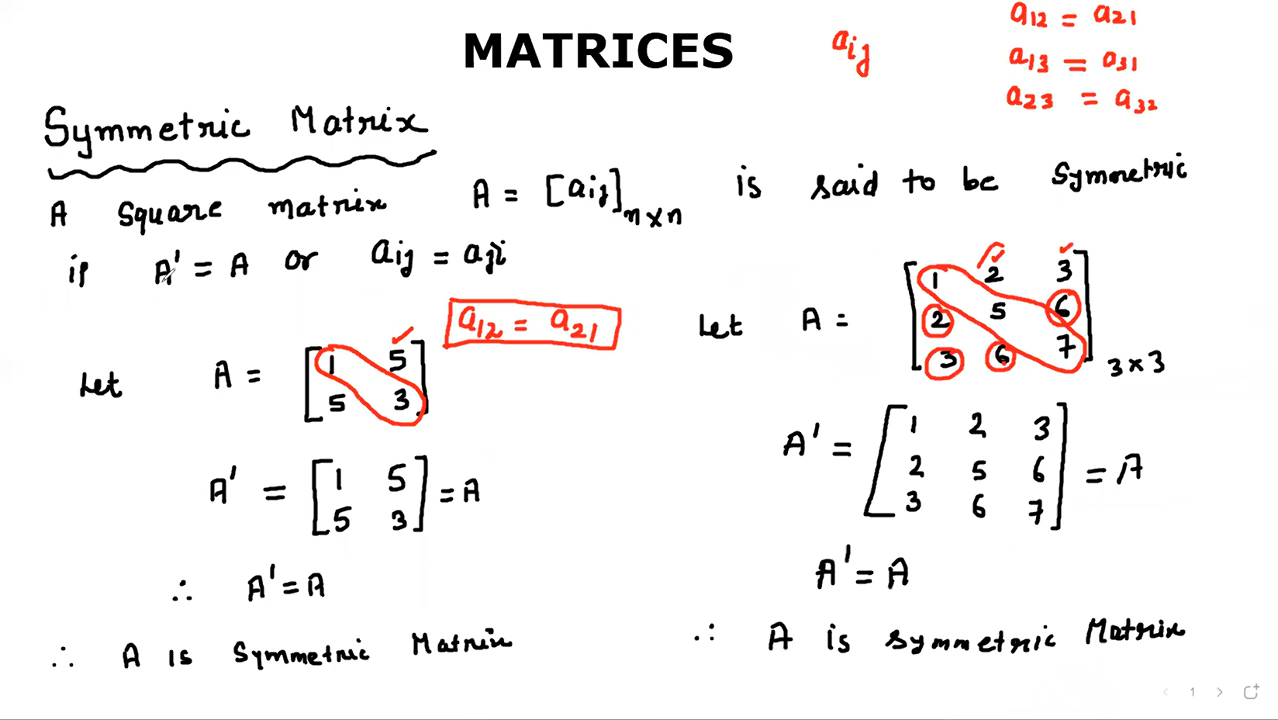 MATRICES
aij
a12 = a21
a13 = a31
a23 = a32
Symmetric Matrix
A square matrix A = [aij]n×n is said to be Symmetric
if A' = A or aij = aji
a12 = a21
Let A = [1 5
5 3]
A' = [1 5
5 3] = A
∴ A' = A
∴ A is Symmetric Matrix
Let A = [1 2 3
2 5 6
3 6 7] 3×3
A' = [1 2 3
2 5 6
3 6 7] = A
A' = A
∴ A is symmetric Matrix
1